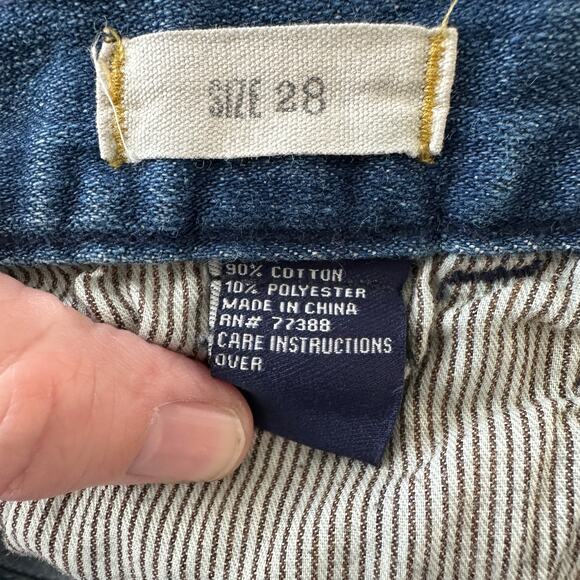 SIZE 28
90% COTTON
10% POLYESTER
MADE IN CHINA
RN# 77388
CARE INSTRUCTIONS
OVER